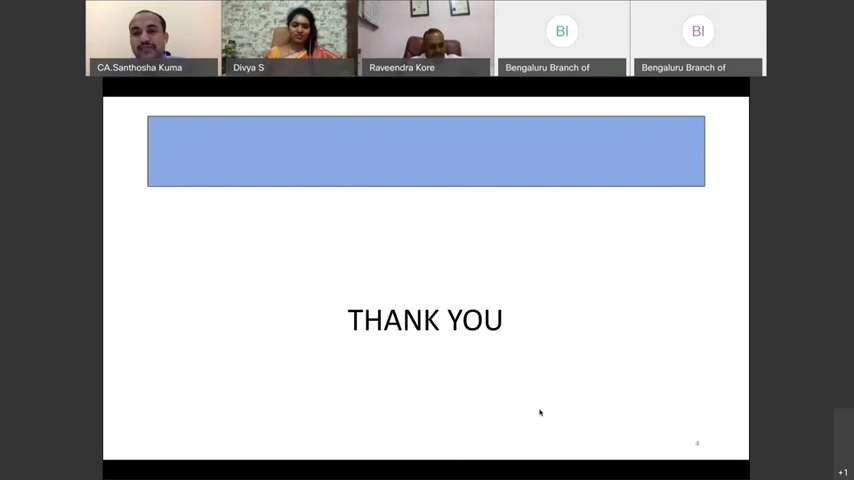 CA.Santhosha Kuma
Divya S
Raveendra Kore
BI
Bengaluru Branch of
BI
Bengaluru Branch of
THANK YOU
4
+1